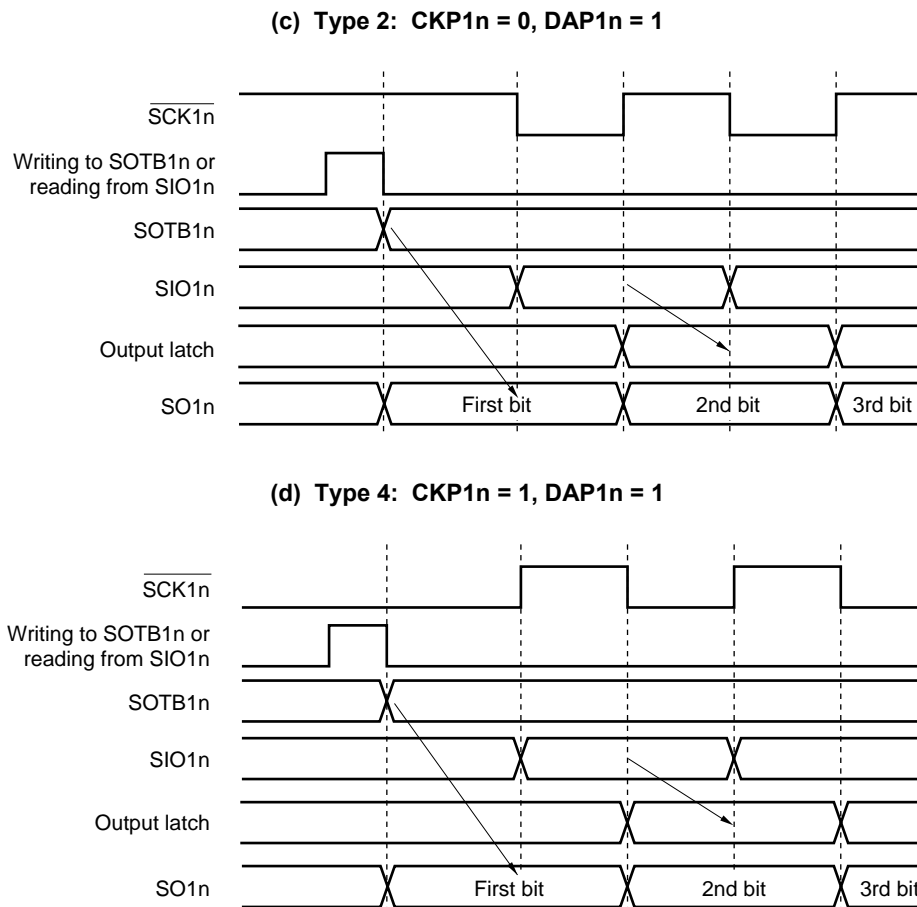 (c) Type 2: CKP1n = 0, DAP1n = 1
SCK1n
Writing to SOTB1n or
reading from SIO1n
SOTB1n
SIO1n
Output latch
SO1n
First bit
2nd bit
3rd bit
(d) Type 4: CKP1n = 1, DAP1n = 1
SCK1n
Writing to SOTB1n or
reading from SIO1n
SOTB1n
SIO1n
Output latch
SO1n
First bit
2nd bit
3rd bit